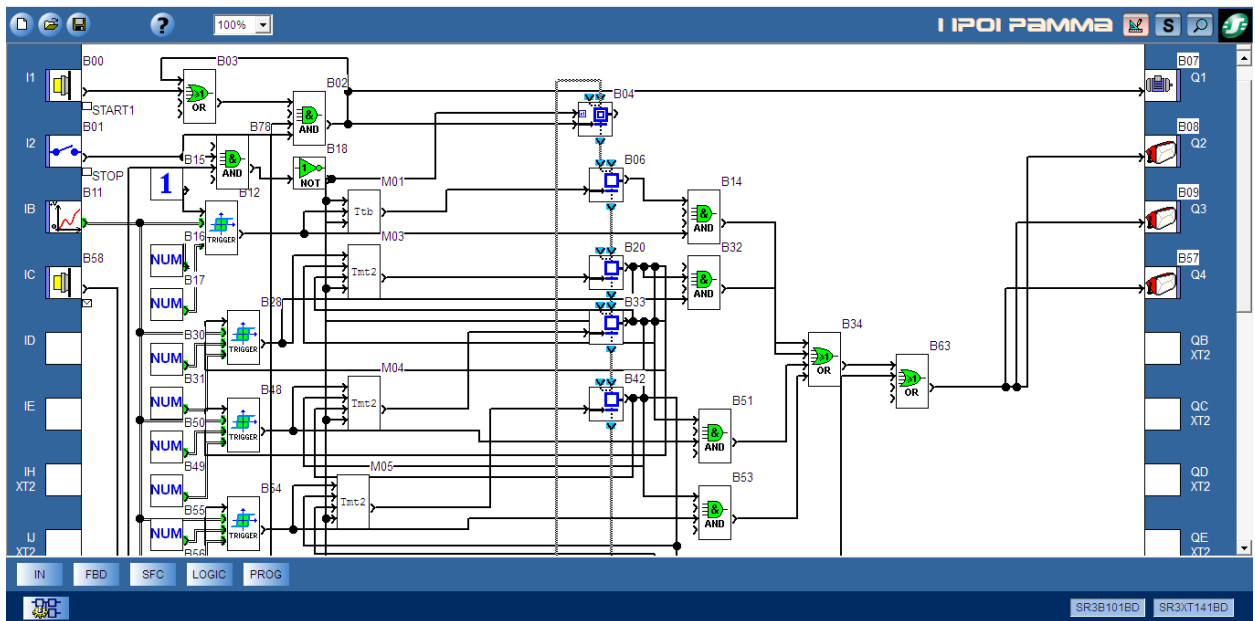 100%
I1
B00
START1
I2
B01
STOP
IB
B11
IC
B58
ID
IE
IH
XT2
IJ
XT2
B03
OR
B02
AND
B78
AND
B18
NOT
B15
1
B12
TRIGGER
B16
NUM
B17
NUM
B28
TRIGGER
B30
NUM
B31
NUM
B48
TRIGGER
B50
NUM
B49
NUM
B54
TRIGGER
B55
NUM
B56
M01
Ttb
M03
Tmt2
M04
Tmt2
M05
Tmt2
B04
B06
B20
B33
B42
B14
AND
B32
AND
B51
AND
B53
AND
B34
OR
B63
OR
B07
Q1
B08
Q2
B09
Q3
B57
Q4
QB
XT2
QC
XT2
QD
XT2
QE
XT2
IN FBD SFC LOGIC PROG
SR3B101BD SR3XT141BD